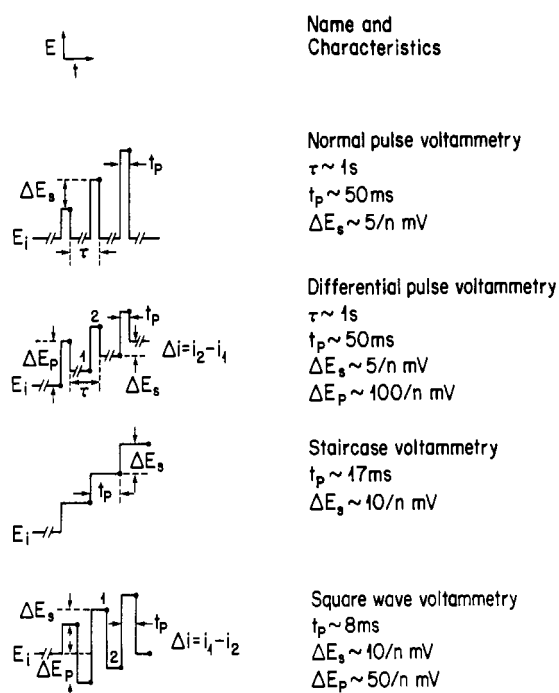 E
Name and
Characteristics
Normal pulse voltammetry
τ ~ 1s
tp ~ 50ms
ΔEs ~ 5/n mV
tp
ΔEs
Ei
τ
Differential pulse voltammetry
τ ~ 1s
tp ~ 50ms
ΔEs ~ 5/n mV
ΔEp ~ 100/n mV
2
tp
ΔEp
1
Δi=i₂-i₁
Ei
τ
ΔEs
Staircase voltammetry
tp ~ 17ms
ΔEs ~ 10/n mV
ΔEs
tp
Ei
Square wave voltammetry
tp ~ 8ms
ΔEs ~ 10/n mV
ΔEp ~ 50/n mV
1
ΔEs
tp
Δi=i₁-i₂
Ei
ΔEp
2